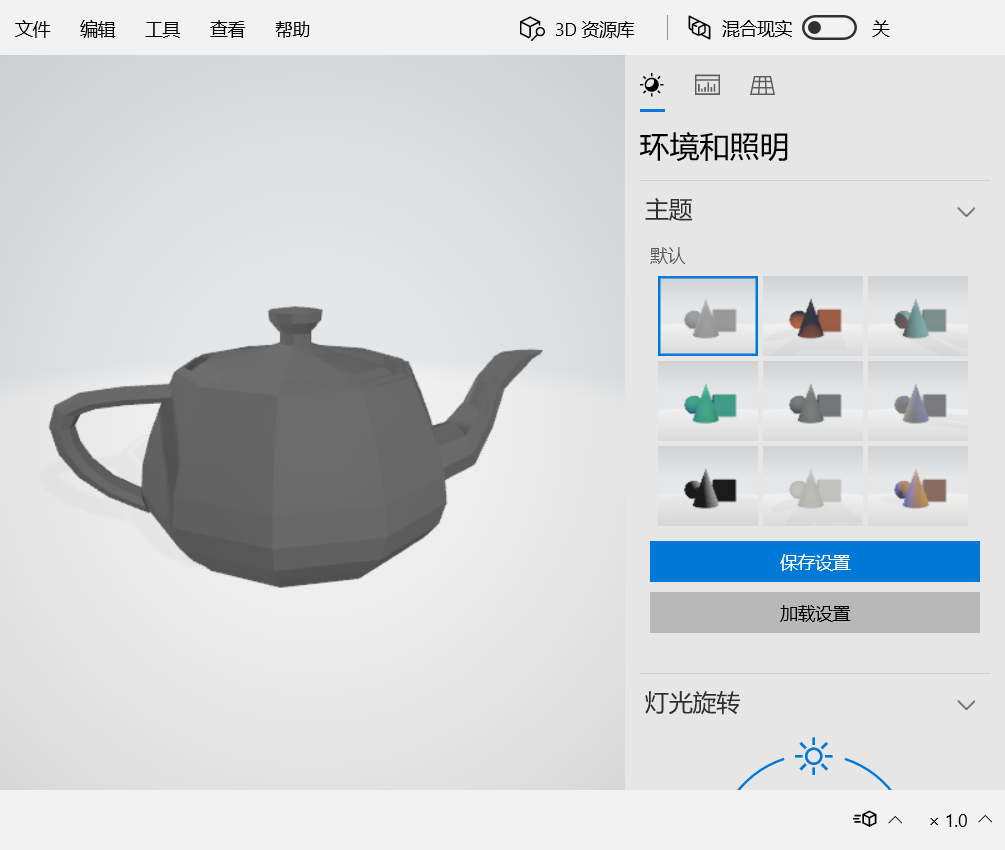 文件 编辑 工具 查看 帮助 3D 资源库 混合现实 关
环境和照明
主题
默认
保存设置
加载设置
灯光旋转
× 1.0